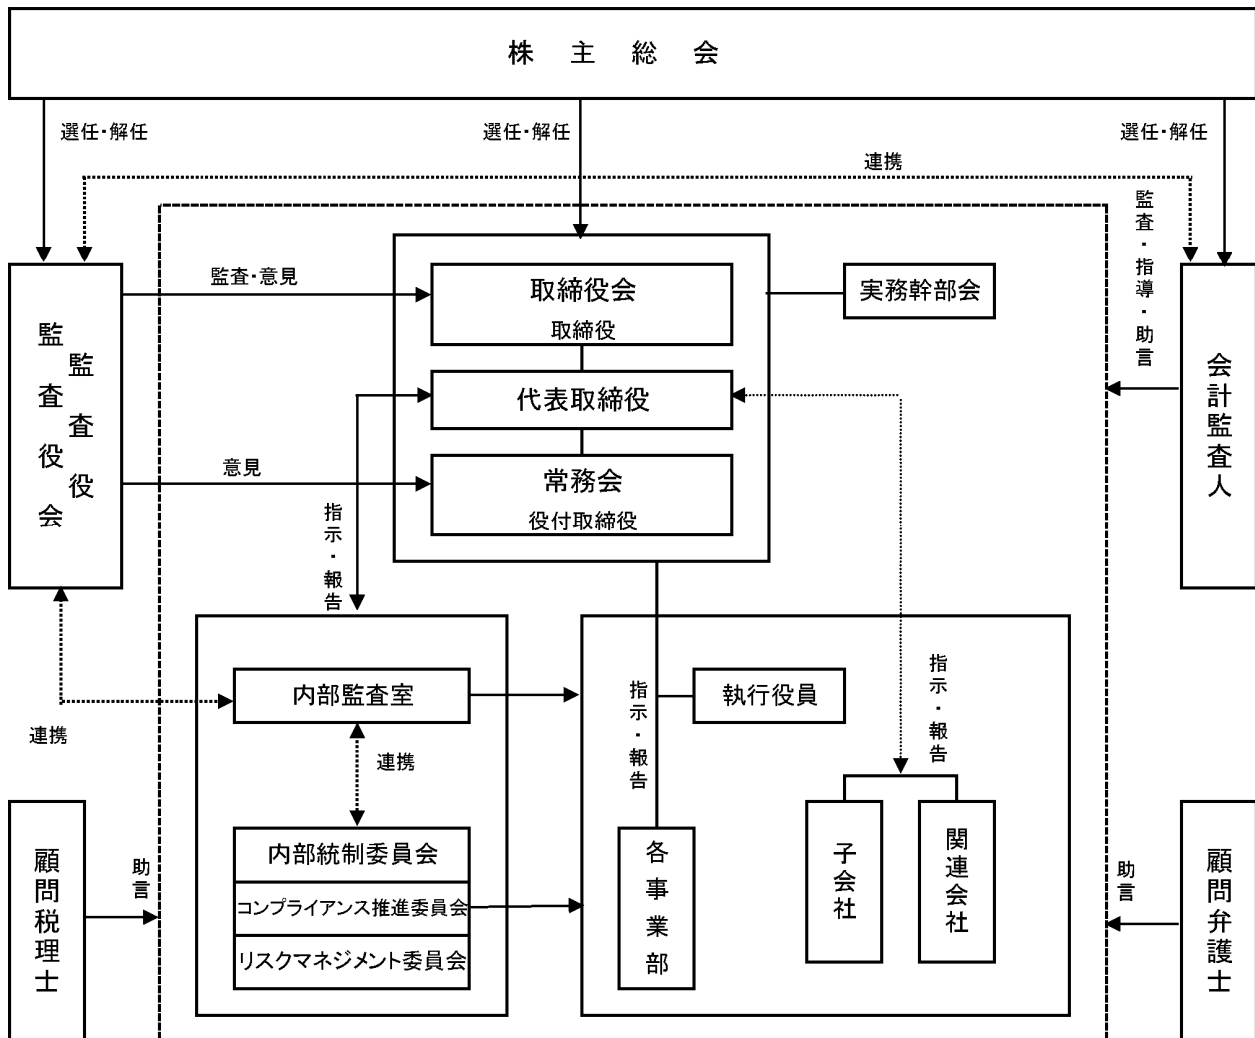 株主総会
選任・解任
選任・解任
選任・解任
連携
監査・指導・助言
監査・意見
取締役会
取締役
実務幹部会
監査役会
監査役
代表取締役
会計監査人
意見
常務会
役付取締役
指示・報告
内部監査室
執行役員
指示・報告
指示・報告
連携
連携
内部統制委員会
コンプライアンス推進委員会
リスクマネジメント委員会
各事業部
子会社
関連会社
顧問税理士
助言
助言
顧問弁護士